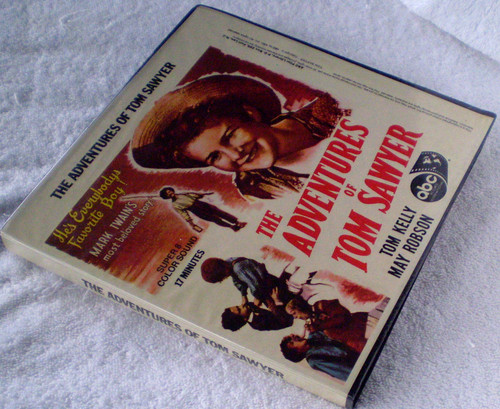 THE ADVENTURES OF TOM SAWYER
He's Everybody's
Favorite Boy!
MARK TWAIN'S
most beloved story
SUPER 8
COLOR SOUND
17 MINUTES
THE
ADVENTURES
OF
TOM SAWYER
TOM KELLY
MAY ROBSON
abc
THE ADVENTURES OF TOM SAWYER